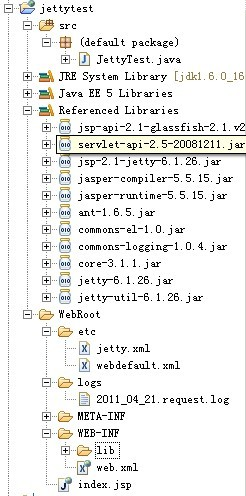 jettytest
src
(default package)
JettyTest.java
JRE System Library [jdk1.6.0_16
Java EE 5 Libraries
Referenced Libraries
jsp-api-2.1-glassfish-2.1.v2
servlet-api-2.5-20081211.jar
jsp-2.1-jetty-6.1.26.jar
jasper-compiler-5.5.15.jar
jasper-runtime-5.5.15.jar
ant-1.6.5.jar
commons-el-1.0.jar
commons-logging-1.0.4.jar
core-3.1.1.jar
jetty-6.1.26.jar
jetty-util-6.1.26.jar
WebRoot
etc
jetty.xml
webdefault.xml
logs
2011_04_21.request.log
META-INF
WEB-INF
lib
web.xml
index.jsp